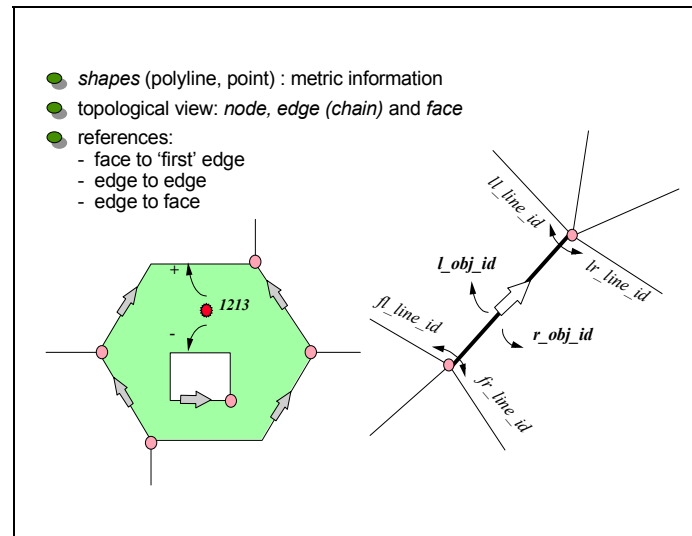 shapes (polyline, point) : metric information
topological view: node, edge (chain) and face
references:
- face to ‘first’ edge
- edge to edge
- edge to face
+
1213
-
ll_line_id
lr_line_id
l_obj_id
r_obj_id
fl_line_id
fr_line_id